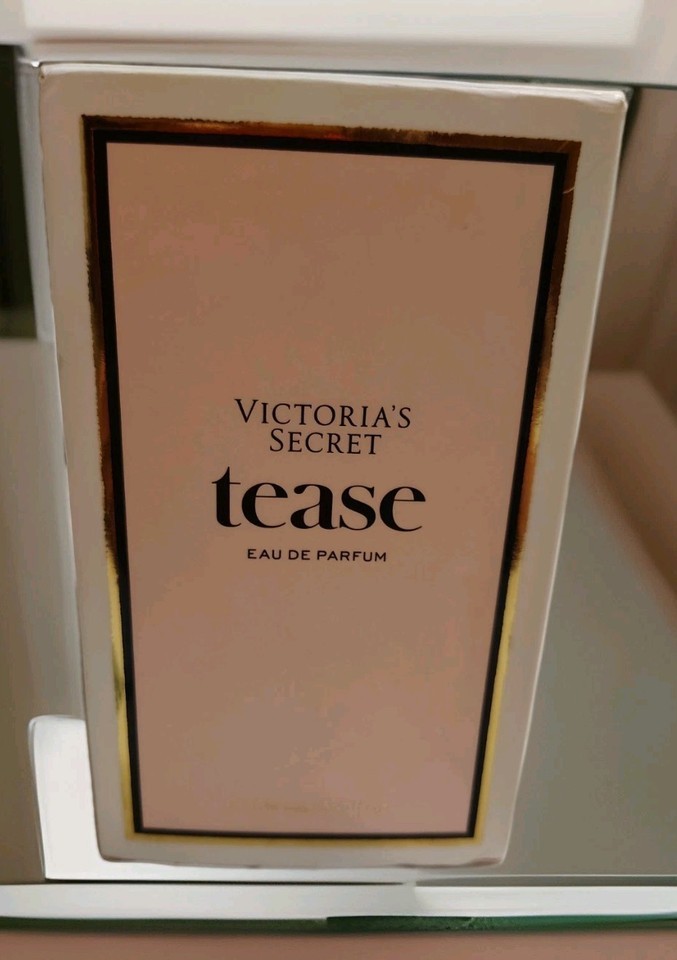 VICTORIA'S
SECRET
tease
EAU DE PARFUM